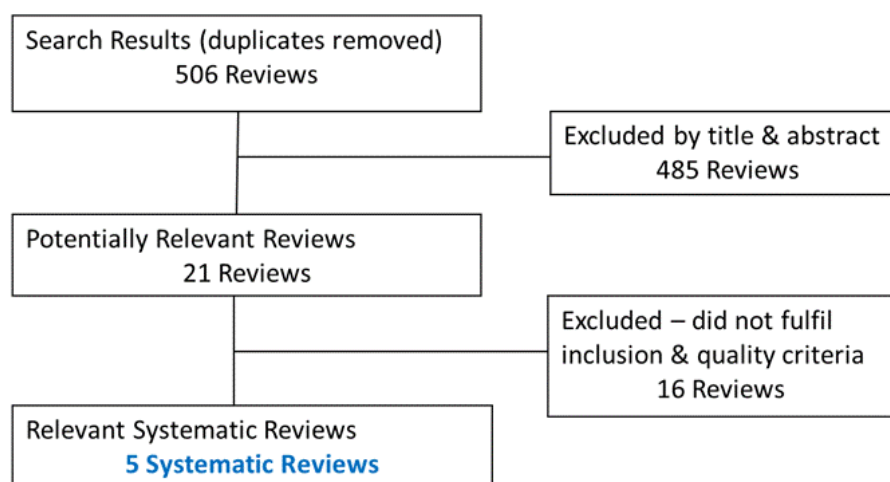 Search Results (duplicates removed)
506 Reviews
Excluded by title & abstract
485 Reviews
Potentially Relevant Reviews
21 Reviews
Excluded – did not fulfil
inclusion & quality criteria
16 Reviews
Relevant Systematic Reviews
5 Systematic Reviews